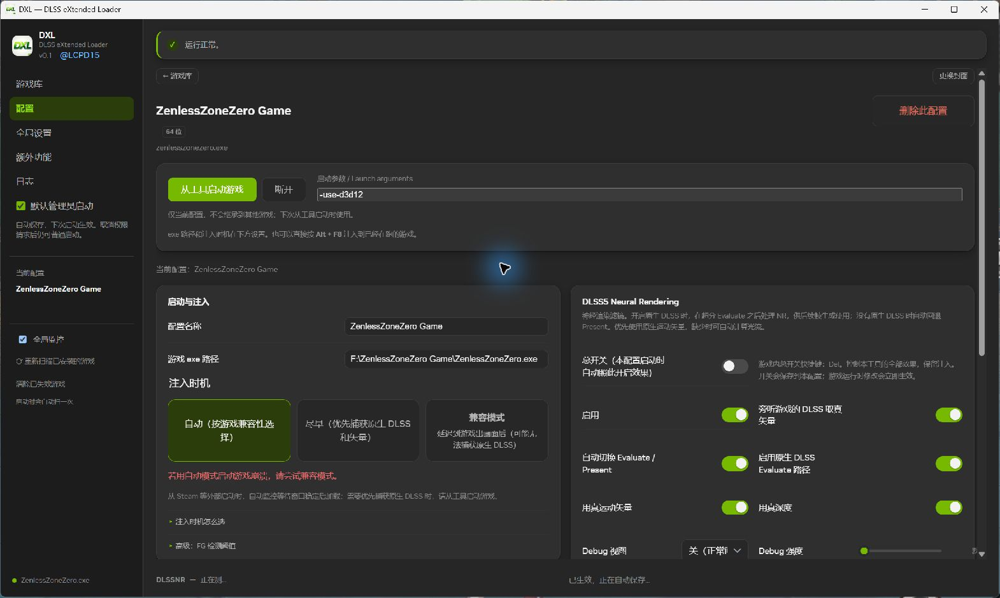 DXL — DLSS eXtended Loader
DXL
DLSS eXtended Loader
v0.1 @LCPD15
游戏库
配置
全局设置
额外功能
日志
默认管理员启动
自动保存，下次启动生效。取消权限
请求后仍可普通启动。
当前配置
ZenlessZoneZero Game
全局监控
重新扫描已安装的游戏
清除已失效游戏
启动时会自动扫一次
ZenlessZoneZero.exe
运行正常。
← 游戏库
更换封面
ZenlessZoneZero Game
删除此配置
64 位
zenlesszonezero.exe
从工具启动游戏
断开
启动参数 / Launch arguments
-use-d3d12
仅当前配置，不会继承到其他游戏；下次从工具启动时使用。
exe 路径和注入时机在下方设置。也可以直接按 Alt + F8 注入到已经在跑的游戏。
当前配置：ZenlessZoneZero Game
启动与注入
配置名称
ZenlessZoneZero Game
游戏 exe 路径
F:\ZenlessZoneZero Game\ZenlessZoneZero.exe
注入时机
自动（按游戏兼容性选
择）
尽早（优先捕获原生 DLSS
和矢量）
兼容模式
延迟到游戏出画面后（可能无
法捕获原生 DLSS）
若用自动模式启动游戏崩溃，请尝试兼容模式。
从 Steam 等外部启动时，自动监控等待窗口稳定后加载；需要优先捕获原生 DLSS 时，请从工具启动游戏。
注入时机怎么选
高级：FG 检测阈值
DLSS5 Neural Rendering
神经渲染滤镜。开启原生 DLSS 时，在超分 Evaluate 之后处理 NR，供后续帧生成使用；没有原生 DLSS 时自动回退
Present。优先使用原生运动矢量，缺少时可自动计算光流。
总开关（本配置启动时
自动照此开启效果）
游戏内总开关快捷键：Del。控制本工具的全部效果，保留注入。
开关会保存到本配置；游戏运行时修改会立即生效。
启用
旁听游戏的 DLSS 取真
矢量
自动切换 Evaluate /
Present
启用原生 DLSS
Evaluate 路径
用真运动矢量
用真深度
Debug 视图
关（正常
Debug 强度
DLSSNR — 正在测...
已生效，正在自动保存...